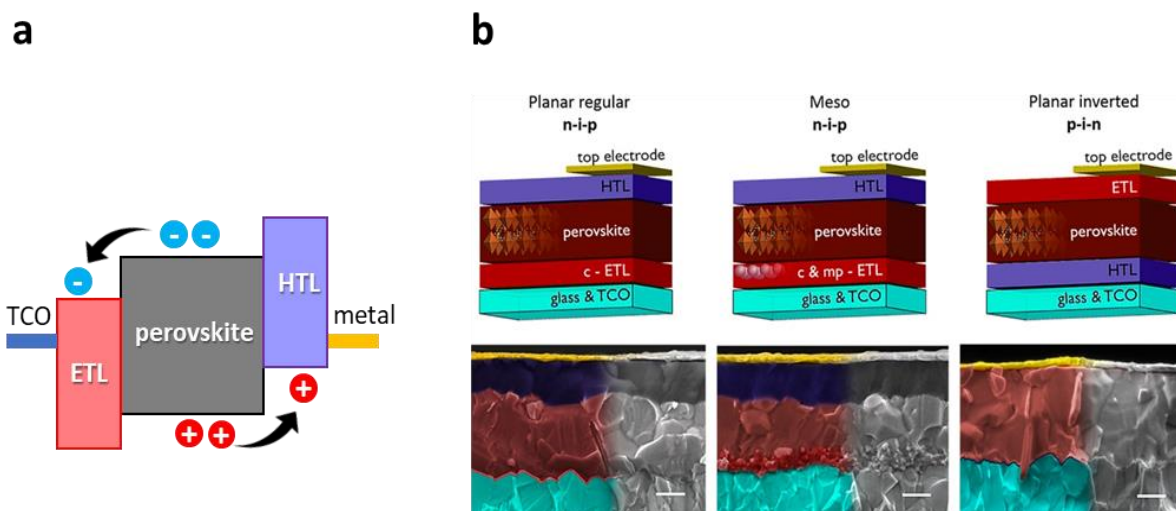 a
b
TCO
ETL
perovskite
HTL
metal
-
- -
+ +
+
Planar regular
n-i-p
top electrode
HTL
perovskite
c - ETL
glass & TCO
Meso
n-i-p
top electrode
HTL
perovskite
c & mp - ETL
glass & TCO
Planar inverted
p-i-n
top electrode
ETL
perovskite
HTL
glass & TCO